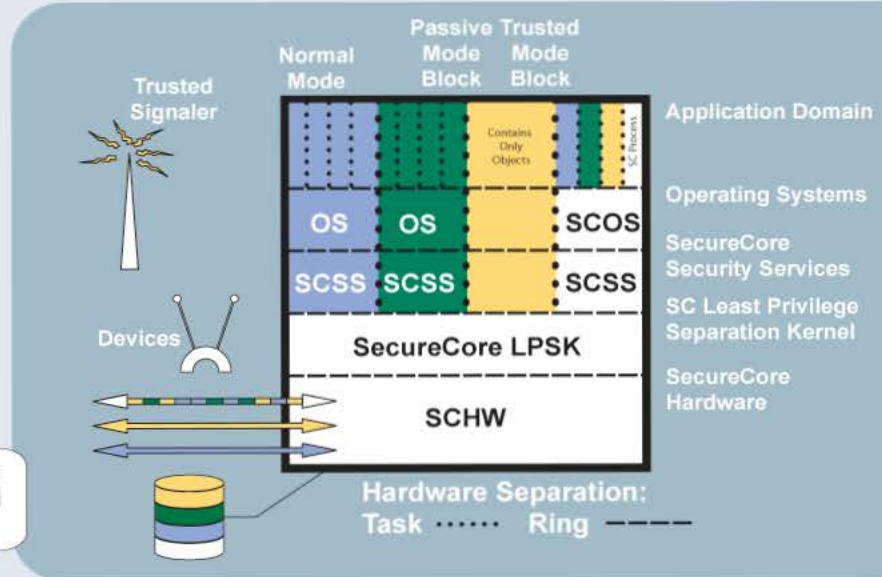 Normal
Mode
Passive
Mode
Block
Trusted
Mode
Block
Trusted
Signaler
Contains
Only
Objects
SC Process
Application Domain
Operating Systems
OS
OS
SCOS
SecureCore
Security Services
SCSS
SCSS
SCSS
SC Least Privilege
Separation Kernel
Devices
SecureCore LPSK
SecureCore
Hardware
SCHW
Hardware Separation:
Task
Ring